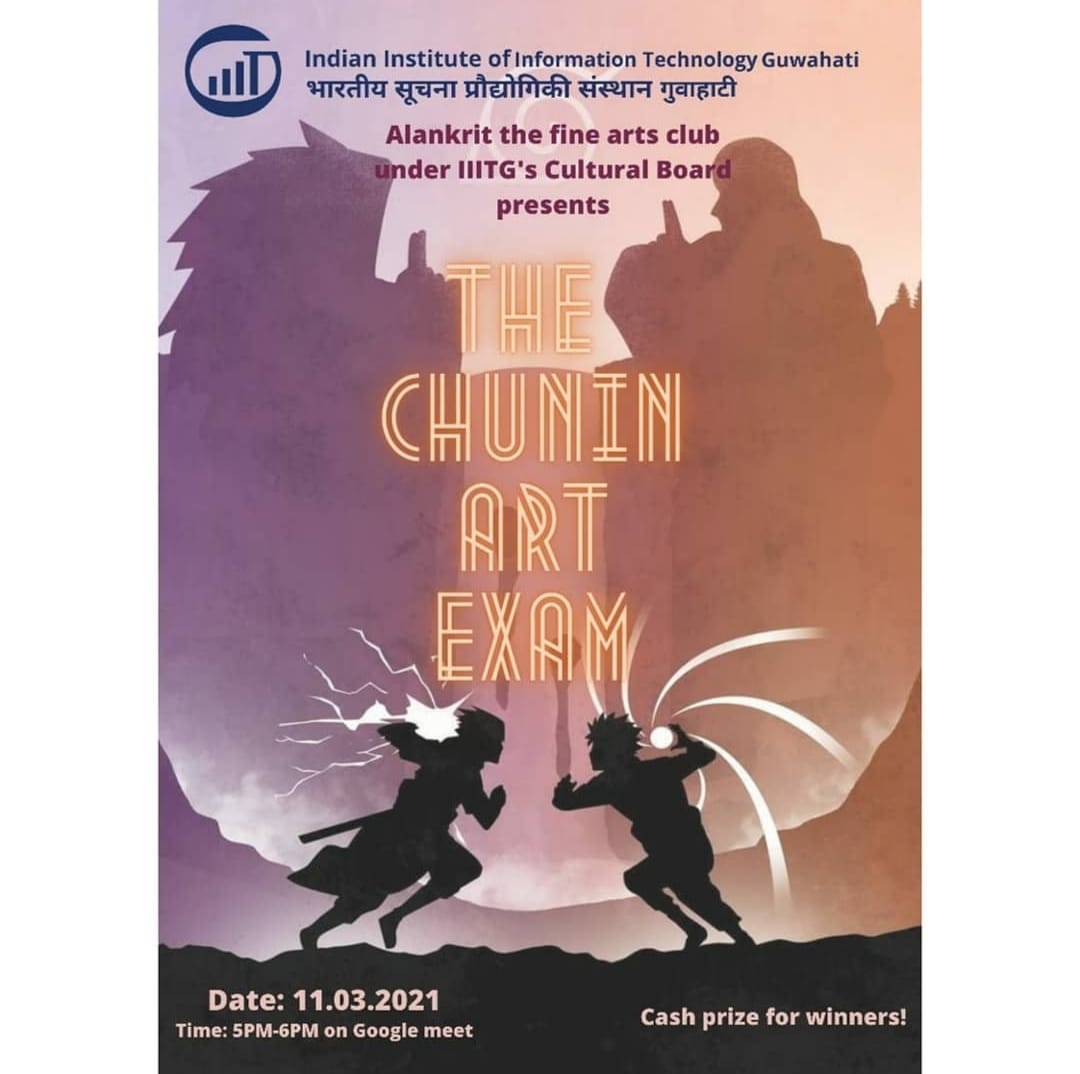 Indian Institute of Information Technology Guwahati
भारतीय सूचना प्रौद्योगिकी संस्थान गुवाहाटी
Alankrit the fine arts club
under IIITG's Cultural Board
presents
THE
CHUNIN
ART
EXAM
Date: 11.03.2021
Time: 5PM-6PM on Google meet
Cash prize for winners!